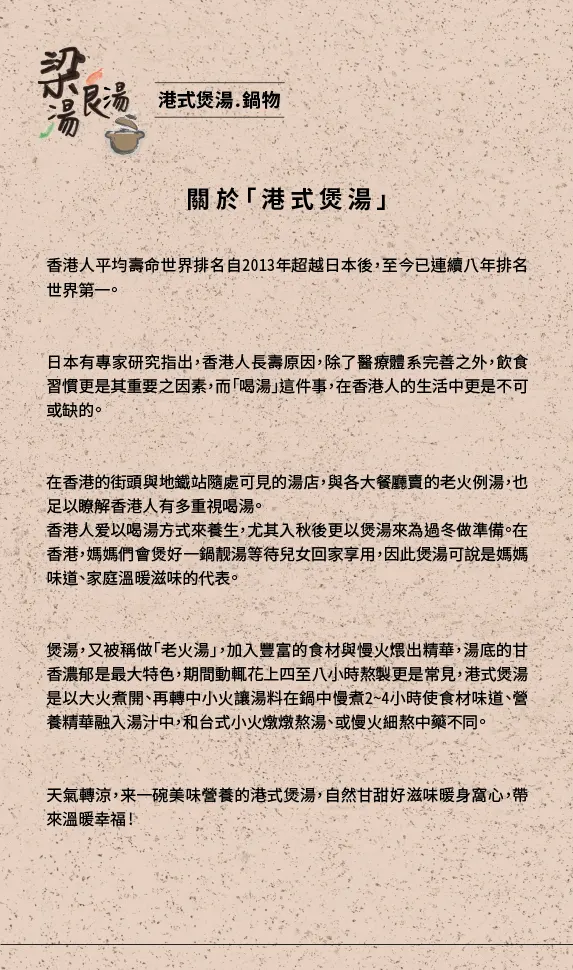 梁
湯良湯
港式煲湯.鍋物
關於「港式煲湯」
香港人平均壽命世界排名自2013年超越日本後,至今已連續八年排名
世界第一。
日本有專家研究指出,香港人長壽原因,除了醫療體系完善之外,飲食
習慣更是其重要之因素,而「喝湯」這件事,在香港人的生活中更是不可
或缺的。
在香港的街頭與地鐵站隨處可見的湯店,與各大餐廳賣的老火例湯,也
足以瞭解香港人有多重視喝湯。
香港人爱以喝湯方式來養生,尤其入秋後更以煲湯來為過冬做準備。在
香港,媽媽們會煲好一鍋靚湯等待兒女回家享用,因此煲湯可說是媽媽
味道、家庭溫暖滋味的代表。
煲湯,又被稱做「老火湯」,加入豐富的食材與慢火煨出精華,湯底的甘
香濃郁是最大特色,期間動輒花上四至八小時熬製更是常見,港式煲湯
是以大火煮開、再轉中小火讓湯料在鍋中慢煮2~4小時使食材味道、營
養精華融入湯汁中,和台式小火燉燉熬湯、或慢火細熬中藥不同。
天氣轉涼,来一碗美味營養的港式煲湯,自然甘甜好滋味暖身窩心,帶
來溫暖幸福!